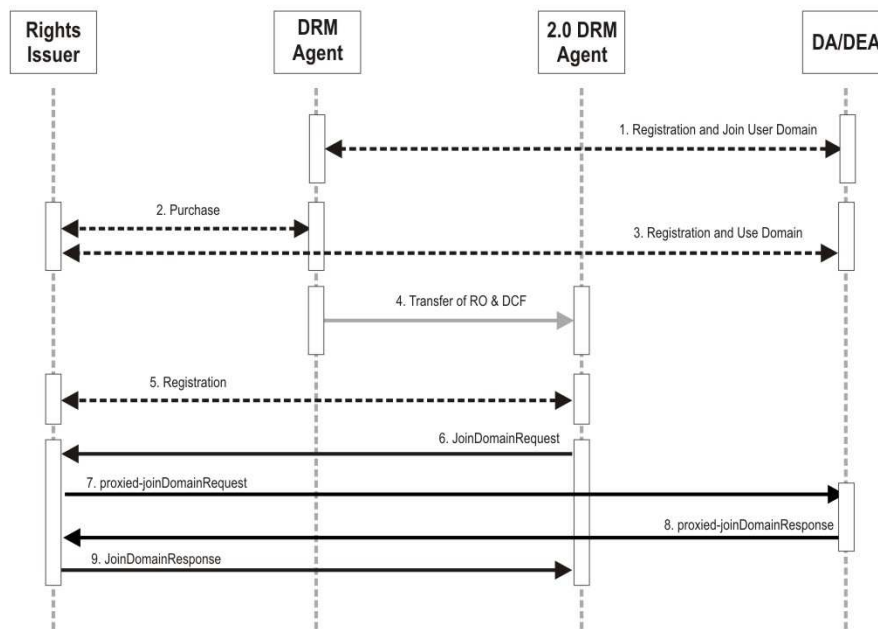 Rights
Issuer
DRM
Agent
2.0 DRM
Agent
DA/DEA
1. Registration and Join User Domain
2. Purchase
3. Registration and Use Domain
4. Transfer of RO & DCF
5. Registration
6. JoinDomainRequest
7. proxied-joinDomainRequest
8. proxied-joinDomainResponse
9. JoinDomainResponse